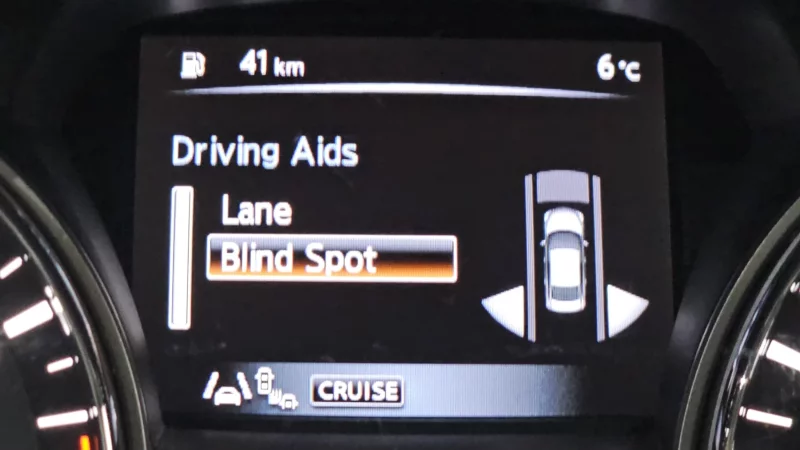 41 km
6°C
Driving Aids
Lane
Blind Spot
CRUISE